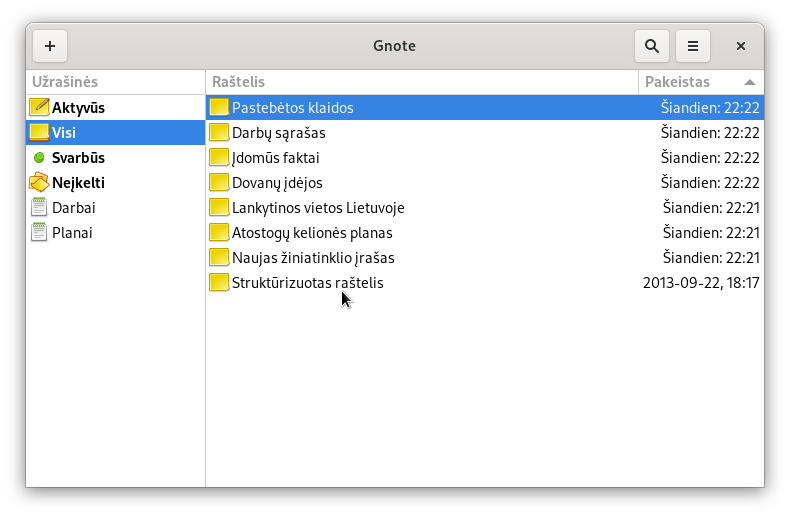 Gnote
Užrašinės Raštelis Pakeistas
Aktyvūs Pastebėtos klaidos Šiandien: 22:22
Visi Darbų sąrašas Šiandien: 22:22
Svarbūs Įdomūs faktai Šiandien: 22:22
Neįkelti Dovanų įdėjos Šiandien: 22:22
Darbai Lankytinos vietos Lietuvoje Šiandien: 22:21
Planai Atostogų kelionės planas Šiandien: 22:21
Naujas žiniatinklio įrašas Šiandien: 22:21
Struktūrizuotas raštelis 2013-09-22, 18:17